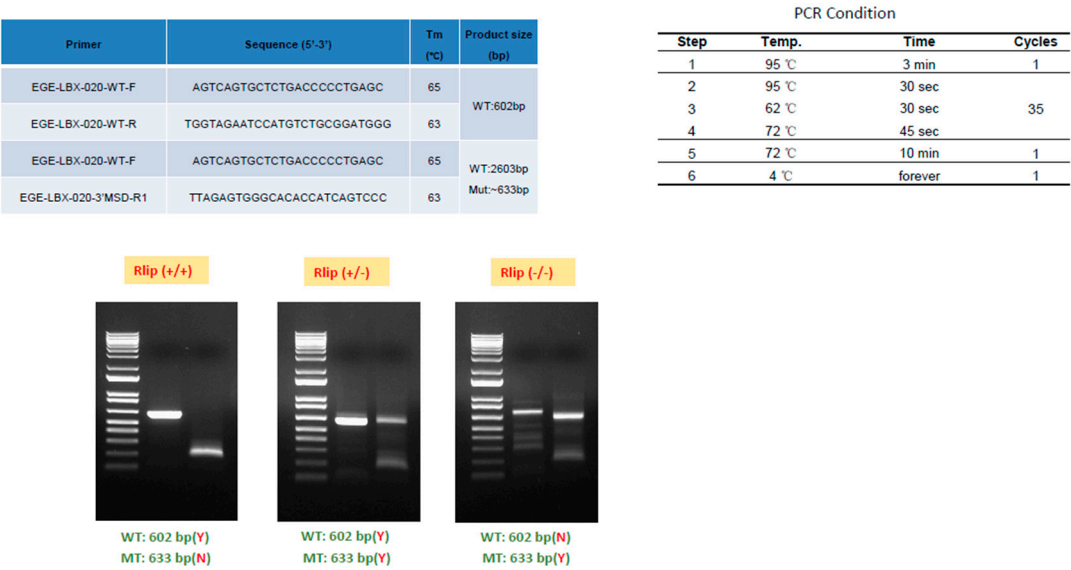 PCR Condition
Primer Sequence (5'-3') Tm (℃) Product size (bp)
EGE-LBX-020-WT-F AGTCAGTGCTCTGACCCCCTGAGC 65 WT:602bp
EGE-LBX-020-WT-R TGGTAGAATCCATGTCTGCGGATGGG 63
EGE-LBX-020-WT-F AGTCAGTGCTCTGACCCCCTGAGC 65 WT:2603bp
EGE-LBX-020-3'MSD-R1 TTAGAGTGGGCACACCATCAGTCCC 63 Mut:~633bp
Step Temp. Time Cycles
1 95 ℃ 3 min 1
2 95 ℃ 30 sec
3 62 ℃ 30 sec 35
4 72 ℃ 45 sec
5 72 ℃ 10 min 1
6 4 ℃ forever 1
Rlip (+/+) Rlip (+/-) Rlip (-/-)
WT: 602 bp(Y) WT: 602 bp(Y) WT: 602 bp(N)
MT: 633 bp(N) MT: 633 bp(Y) MT: 633 bp(Y)